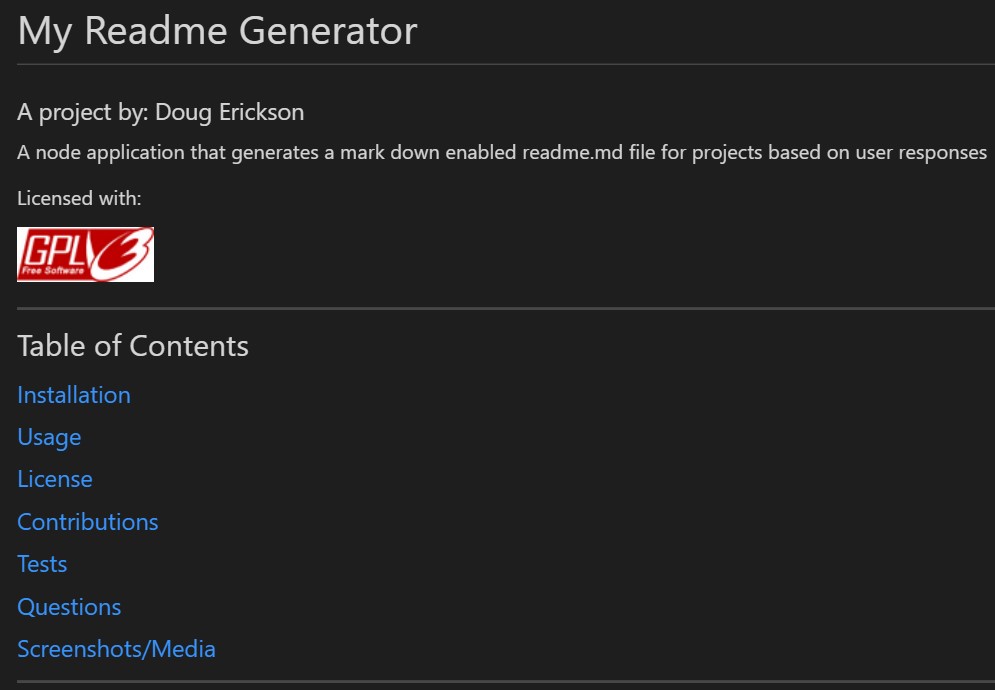 My Readme Generator
A project by: Doug Erickson
A node application that generates a mark down enabled readme.md file for projects based on user responses
Licensed with:
GPLv3
Free Software
Table of Contents
Installation
Usage
License
Contributions
Tests
Questions
Screenshots/Media